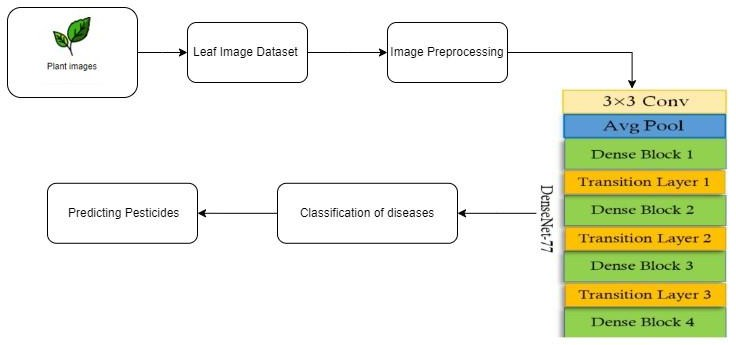 Plant images
Leaf Image Dataset
Image Preprocessing
3×3 Conv
Avg Pool
Dense Block 1
Transition Layer 1
Dense Block 2
Transition Layer 2
Dense Block 3
Transition Layer 3
Dense Block 4
DenseNet-77
Classification of diseases
Predicting Pesticides